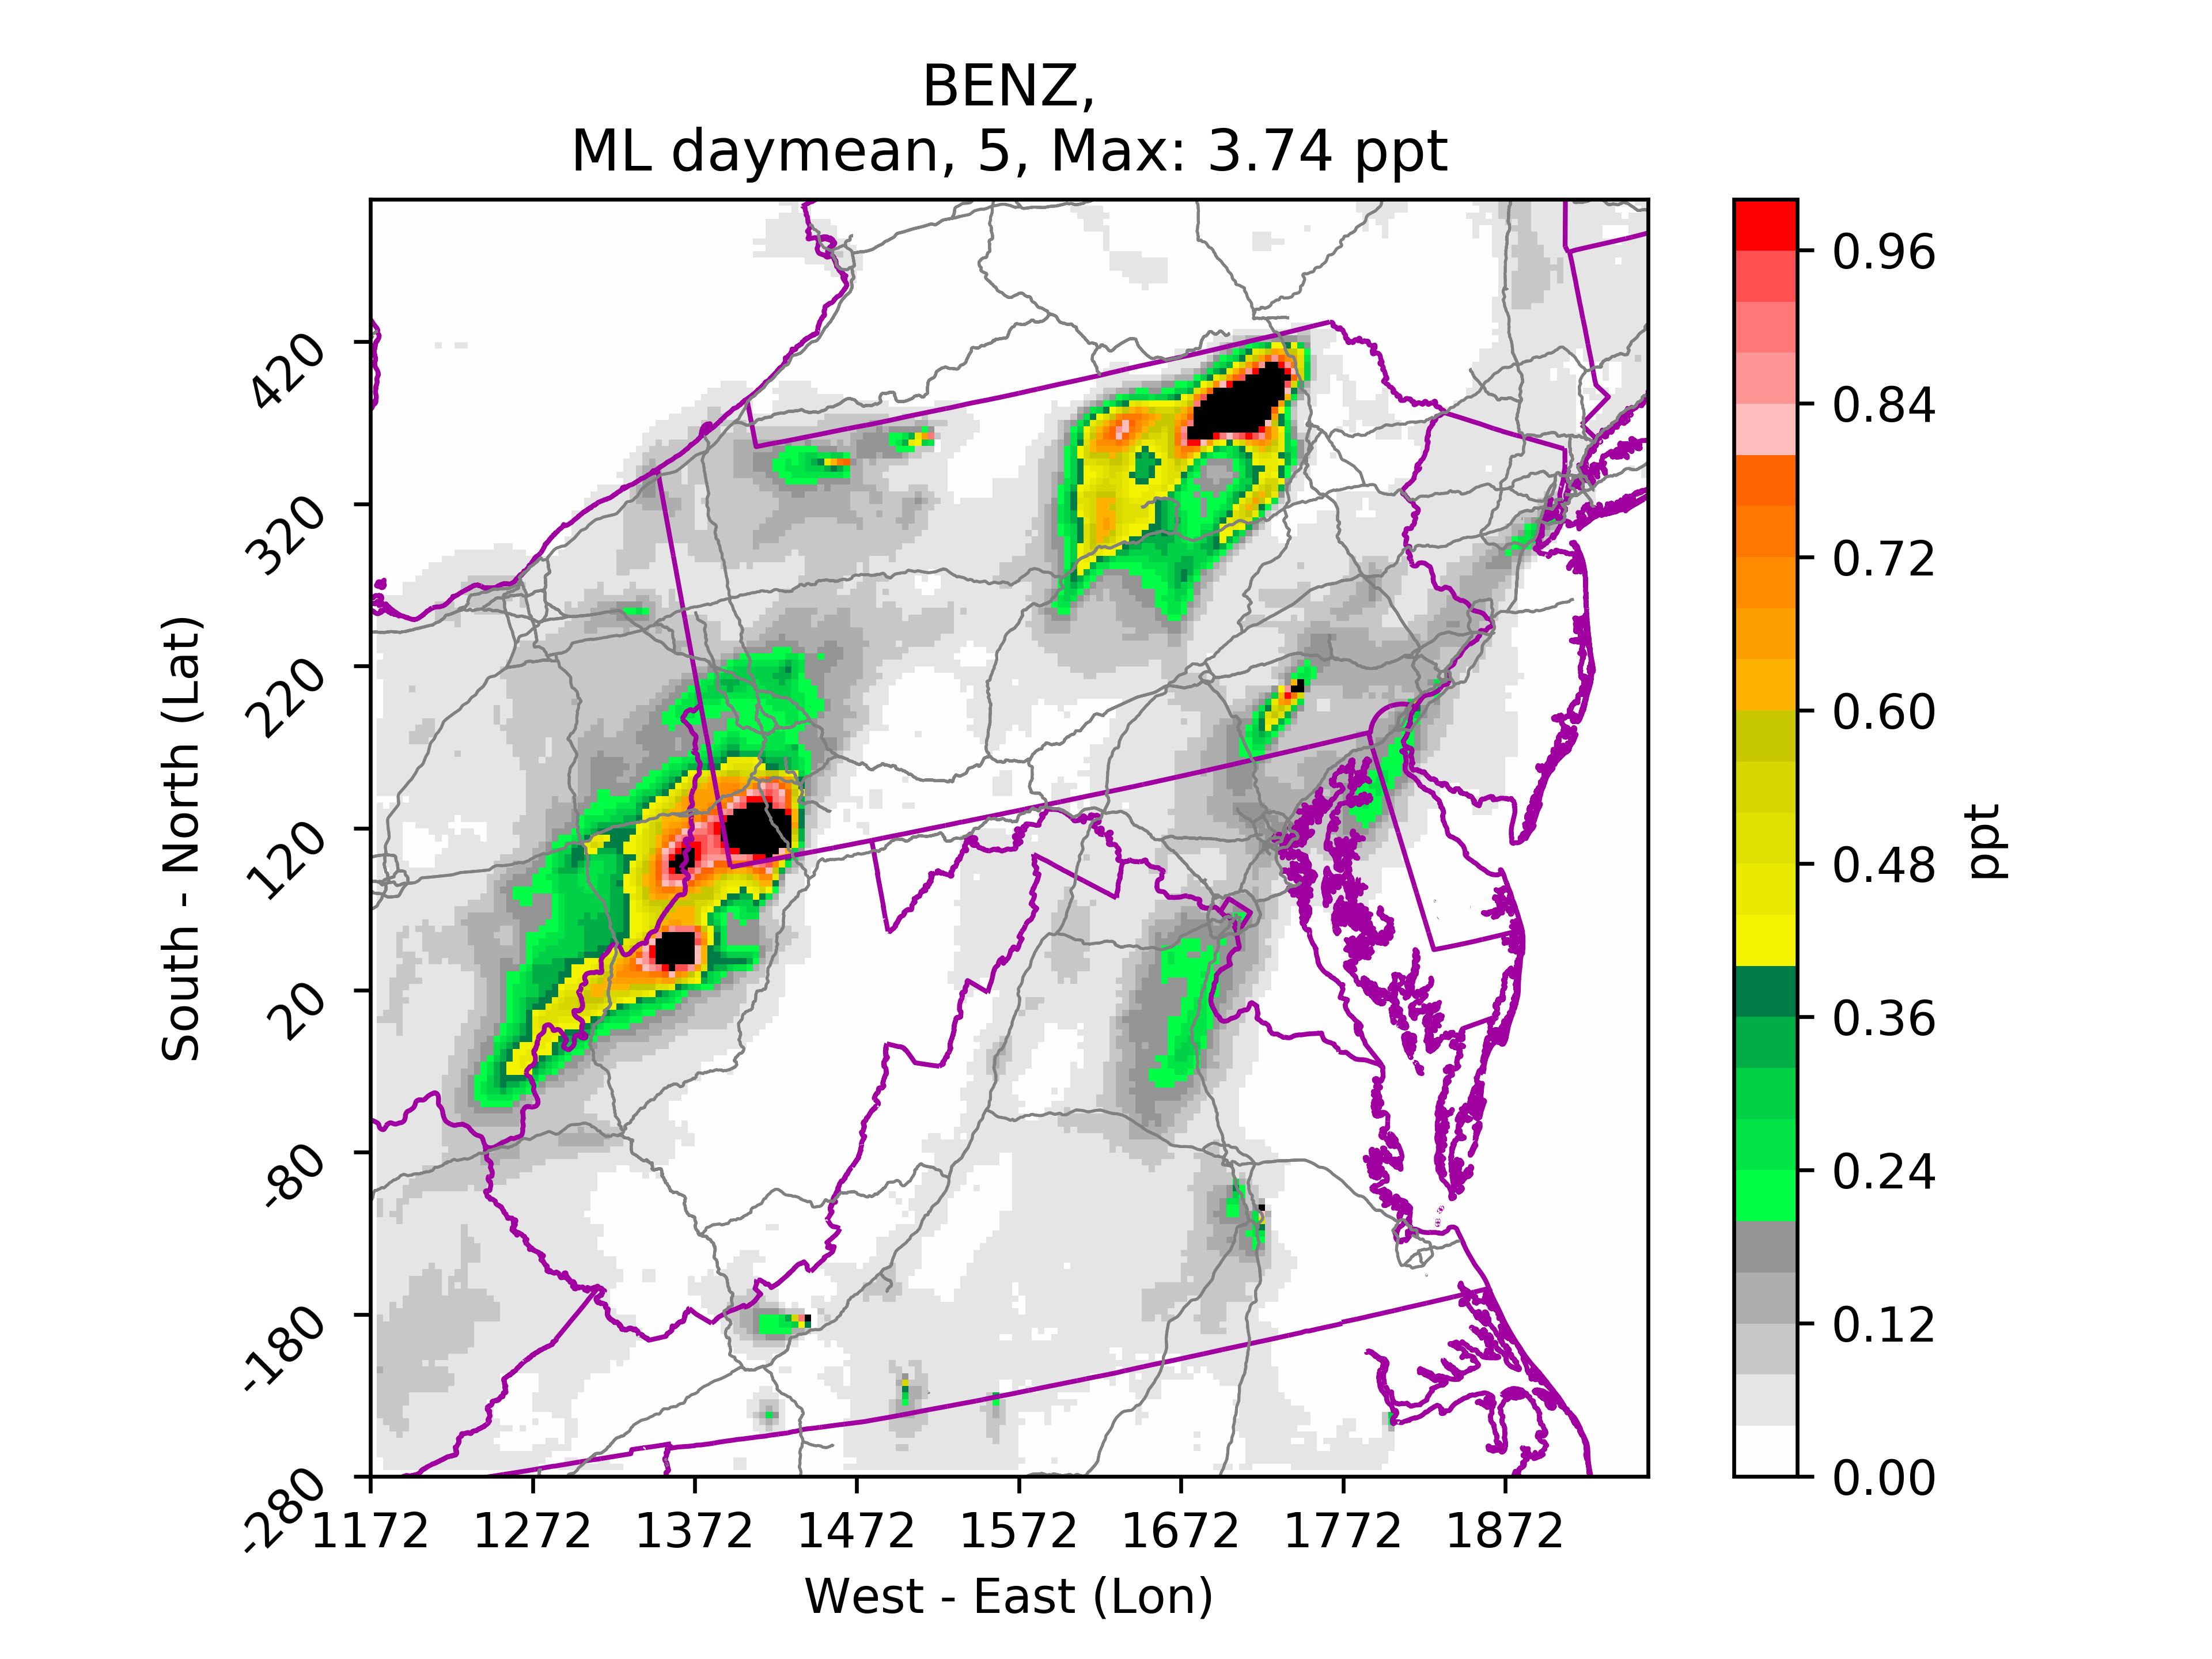 BENZ,
ML daymean, 5, Max: 3.74 ppt
South - North (Lat)
420
320
220
120
20
-80
-180
-280
1172 1272 1372 1472 1572 1672 1772 1872
West - East (Lon)
0.96
0.84
0.72
0.60
0.48
0.36
0.24
0.12
0.00
ppt